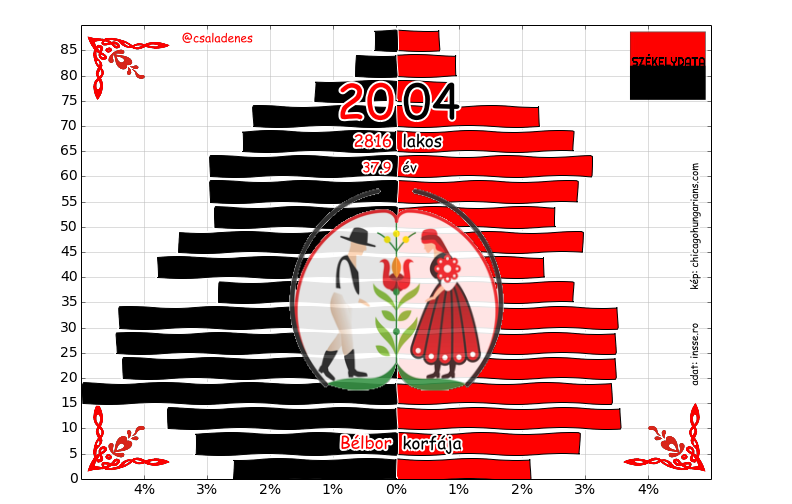 @csaladenes
SZÉKELYDATA
2004
2816 lakos
37.9 év
kép: chicagohungarians.com
adat: insse.ro
Bélbor korfája
85
80
75
70
65
60
55
50
45
40
35
30
25
20
15
10
5
0
4% 3% 2% 1% 0% 1% 2% 3% 4%